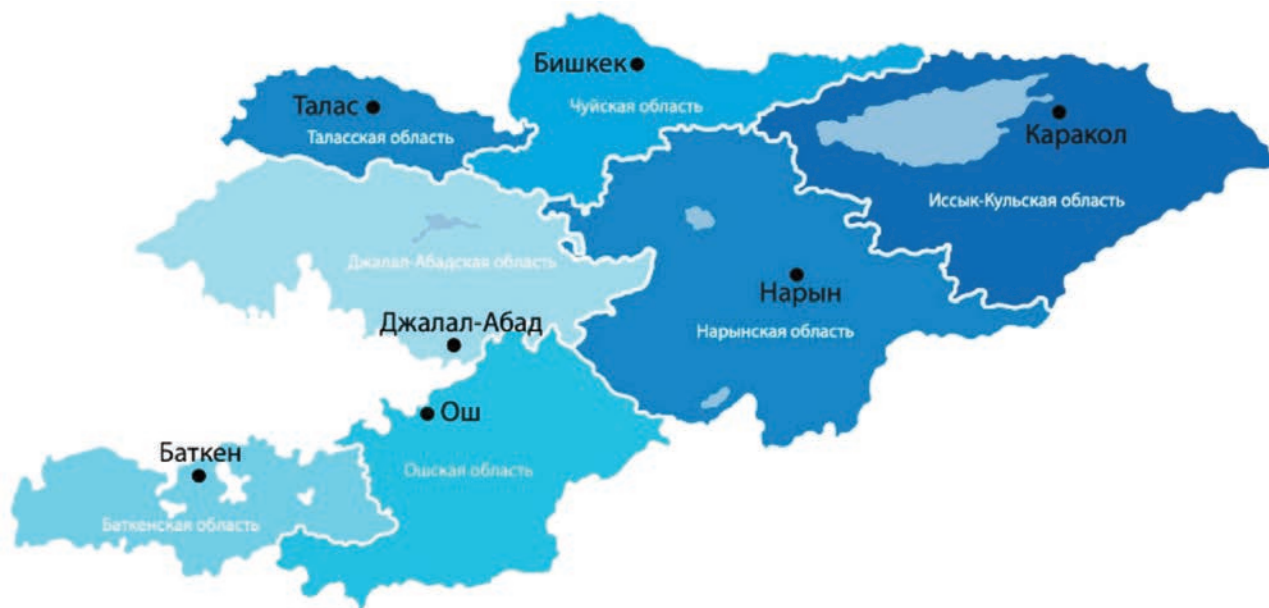 Бишкек
Чуйская область
Талас
Таласская область
Каракол
Иссык-Кульская область
Джалал-Абадская область
Нарын
Нарынская область
Джалал-Абад
Ош
Ошская область
Баткен
Баткенская область